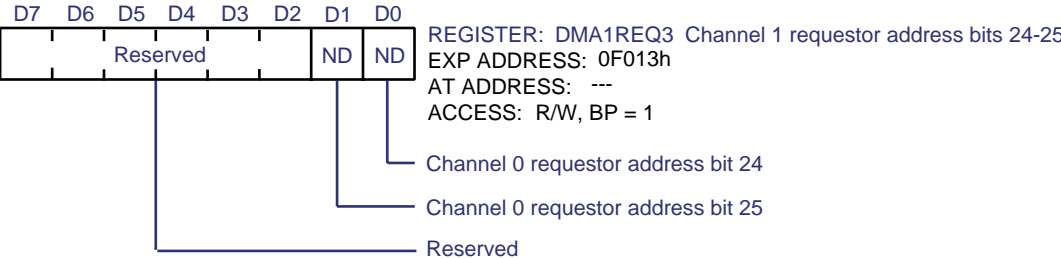 D7 D6 D5 D4 D3 D2 D1 D0
Reserved ND ND
REGISTER: DMA1REQ3 Channel 1 requestor address bits 24-25
EXP ADDRESS: 0F013h
AT ADDRESS: ---
ACCESS: R/W, BP = 1
Channel 0 requestor address bit 24
Channel 0 requestor address bit 25
Reserved